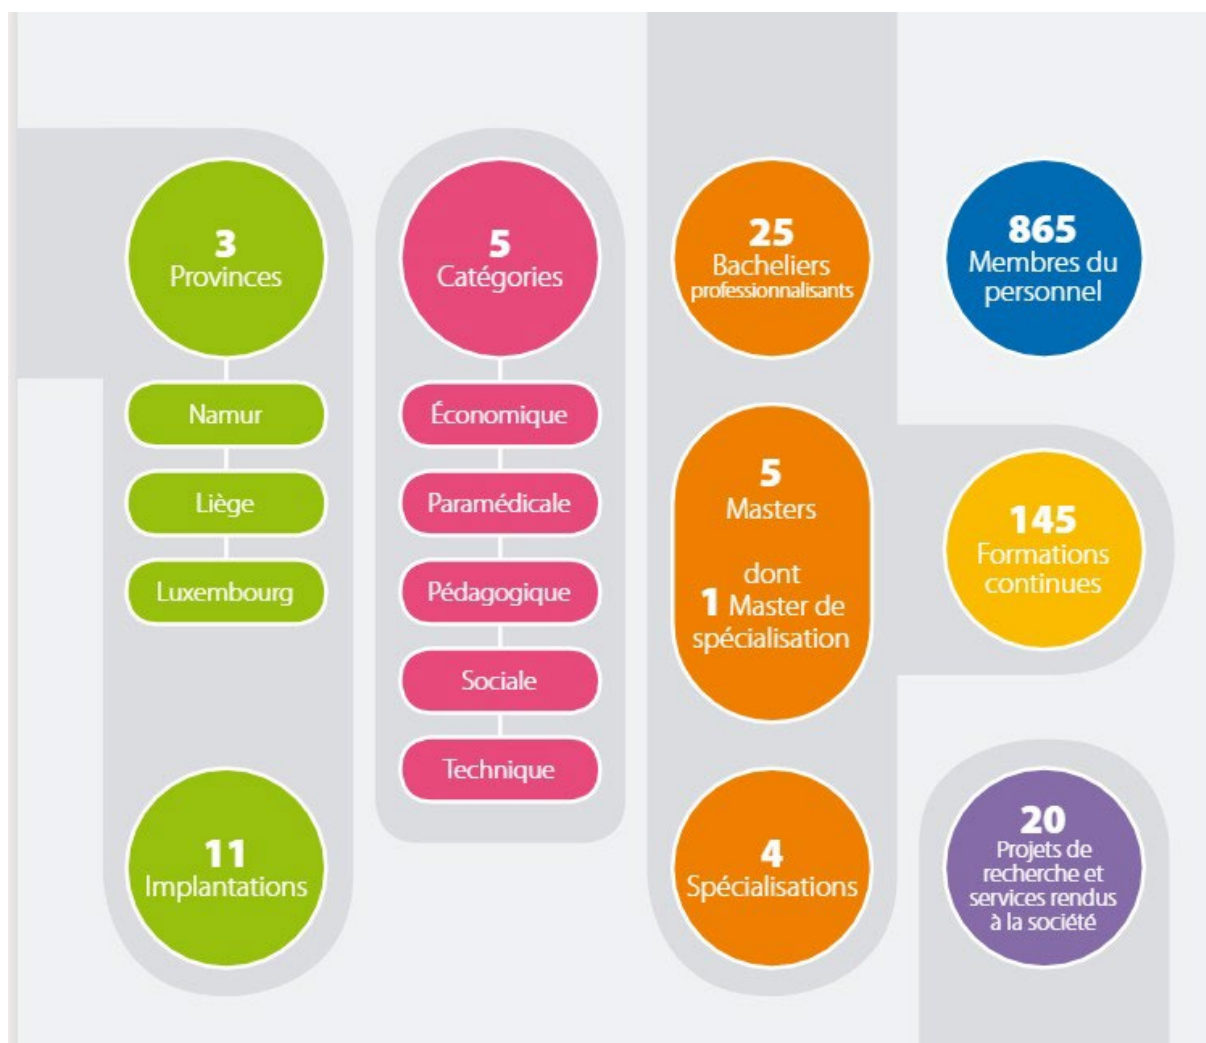 3
Provinces
Namur
Liège
Luxembourg
11
Implantations
5
Catégories
Économique
Paramédicale
Pédagogique
Sociale
Technique
25
Bacheliers
professionnalisants
5
Masters
dont
1 Master de
spécialisation
4
Spécialisations
865
Membres du
personnel
145
Formations
continues
20
Projets de
recherche et
services rendus
à la société